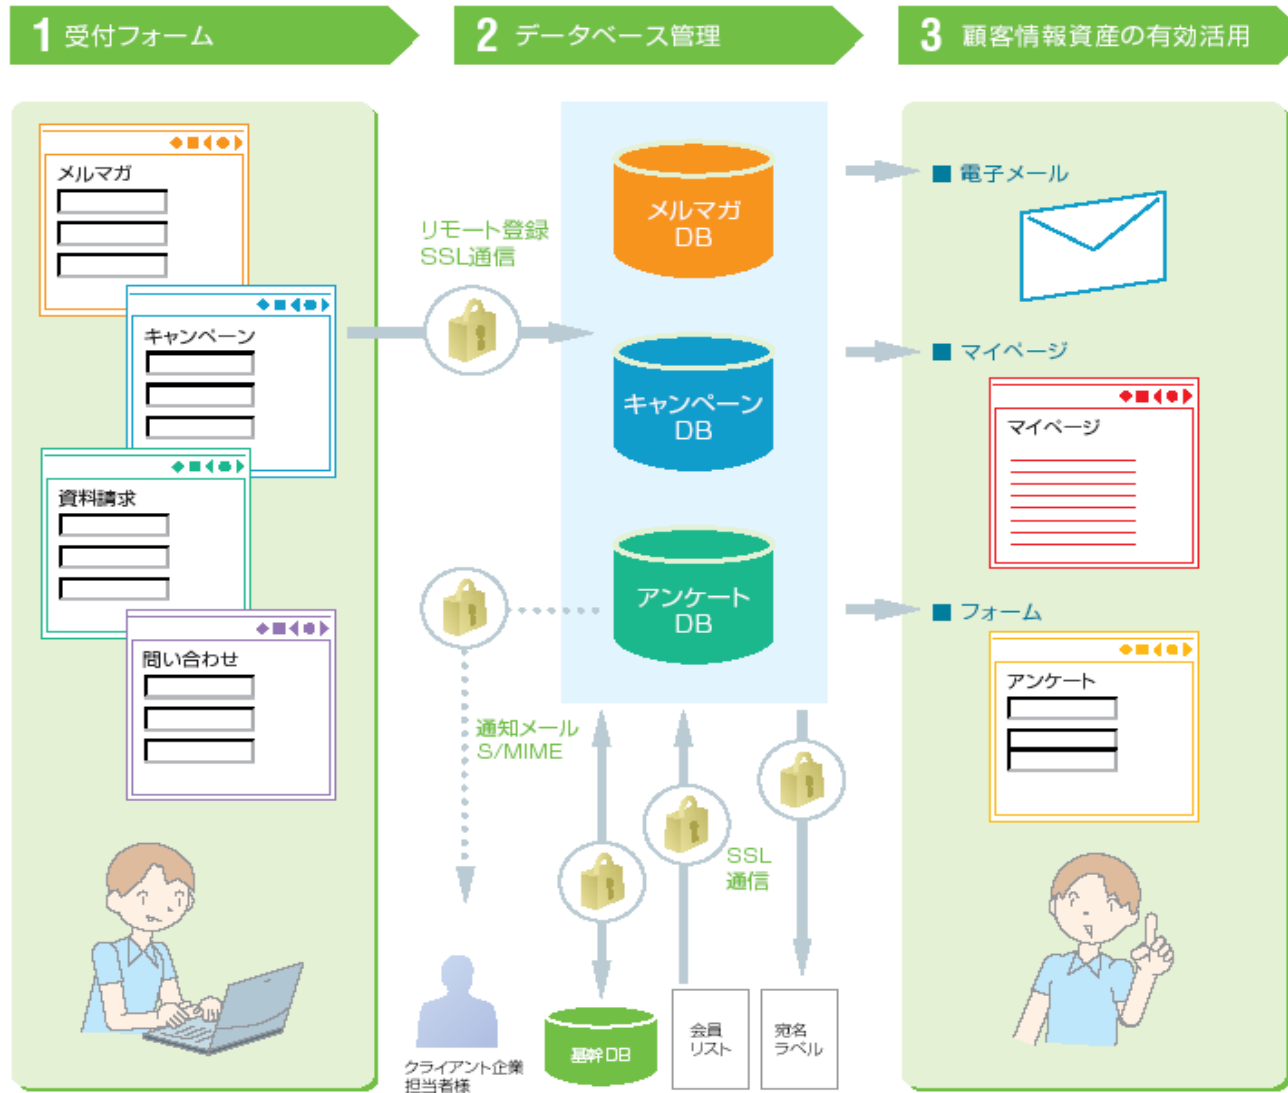 1 受付フォーム
2 データベース管理
3 顧客情報資産の有効活用
メルマガ
キャンペーン
資料請求
問い合わせ
リモート登録
SSL通信
メルマガ
DB
キャンペーン
DB
アンケート
DB
通知メール
S/MIME
SSL
通信
クライアント企業
担当者様
基幹DB
会員
リスト
宛名
ラベル
■ 電子メール
■ マイページ
マイページ
■ フォーム
アンケート